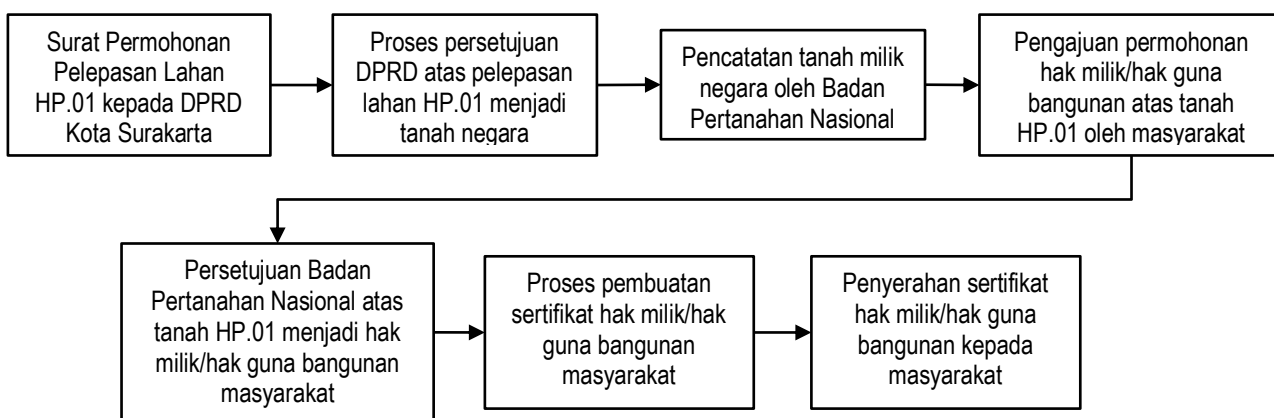 Surat Permohonan
Pelepasan Lahan
HP.01 kepada DPRD
Kota Surakarta
Proses persetujuan
DPRD atas pelepasan
lahan HP.01 menjadi
tanah negara
Pencatatan tanah milik
negara oleh Badan
Pertanahan Nasional
Pengajuan permohonan
hak milik/hak guna
bangunan atas tanah
HP.01 oleh masyarakat
Persetujuan Badan
Pertanahan Nasional atas
tanah HP.01 menjadi hak
milik/hak guna bangunan
masyarakat
Proses pembuatan
sertifikat hak milik/hak
guna bangunan
masyarakat
Penyerahan sertifikat
hak milik/hak guna
bangunan kepada
masyarakat